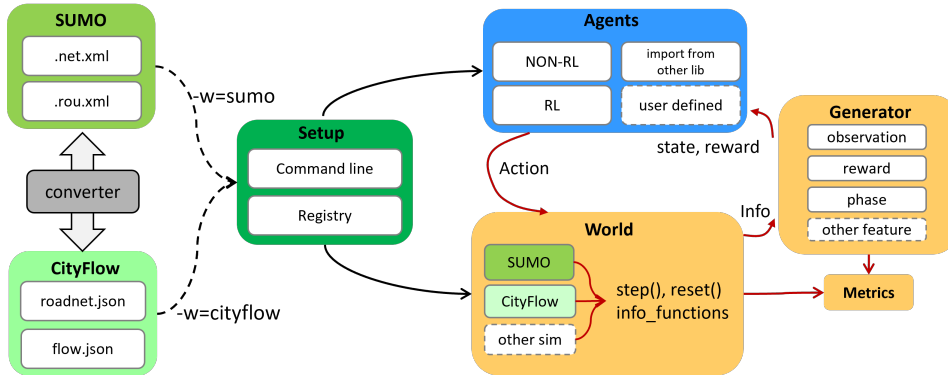 SUMO
.net.xml
.rou.xml
converter
CityFlow
roadnet.json
flow.json
-w=sumo
-w=cityflow
Setup
Command line
Registry
Agents
NON-RL
import from
other lib
RL
user defined
Action
state, reward
World
SUMO
CityFlow
other sim
step(), reset()
info_functions
Info
Generator
observation
reward
phase
other feature
Metrics